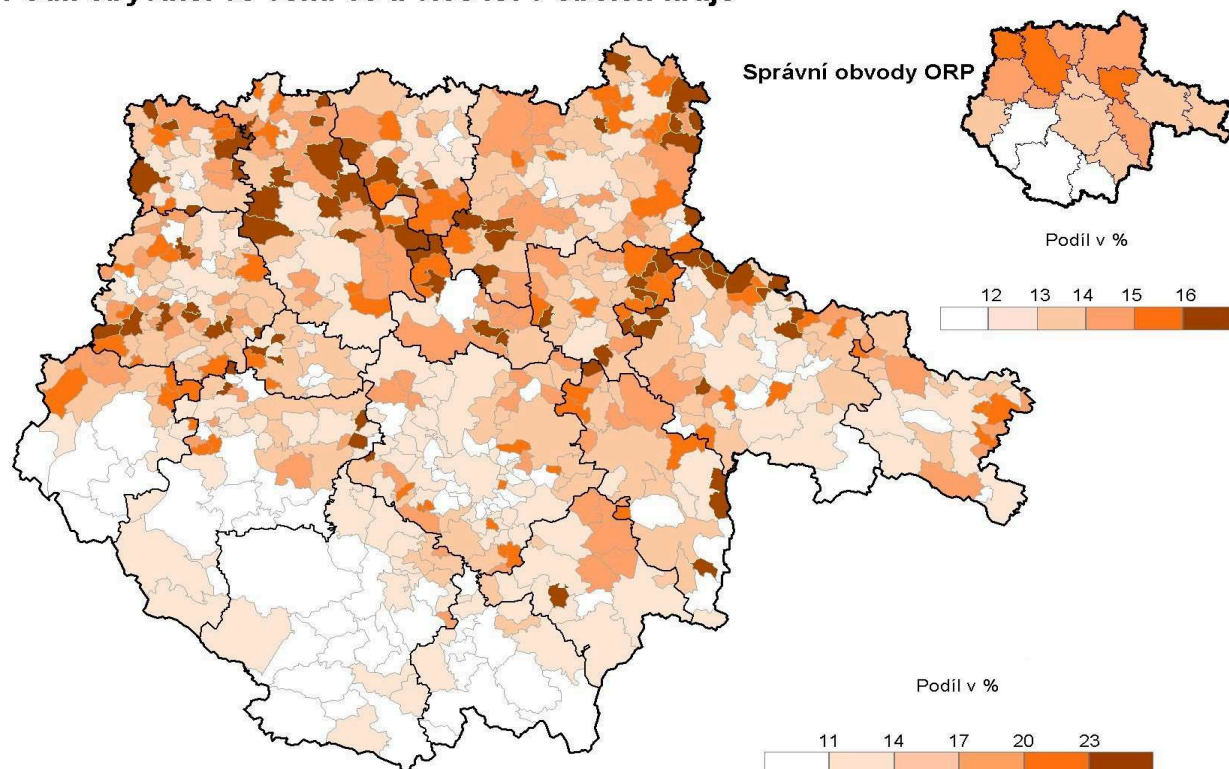 Správní obvody ORP
Podíl v %
12 13 14 15 16
Podíl v %
11 14 17 20 23